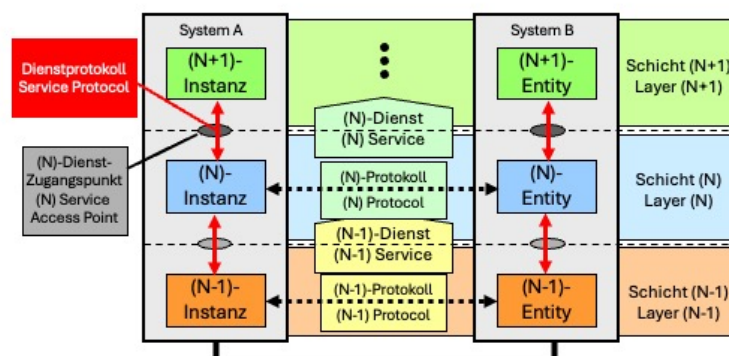 System A
System B
Dienstprotokoll
Service Protocol
(N+1)-
Instanz
(N+1)-
Entity
Schicht (N+1)
Layer (N+1)
(N)-Dienst
(N) Service
(N)-Dienst-
Zugangspunkt
(N) Service
Access Point
(N)-
Instanz
(N)-Protokoll
(N) Protocol
(N)-
Entity
Schicht (N)
Layer (N)
(N-1)-Dienst
(N-1) Service
(N-1)-
Instanz
(N-1)-Protokoll
(N-1) Protocol
(N-1)-
Entity
Schicht (N-1)
Layer (N-1)